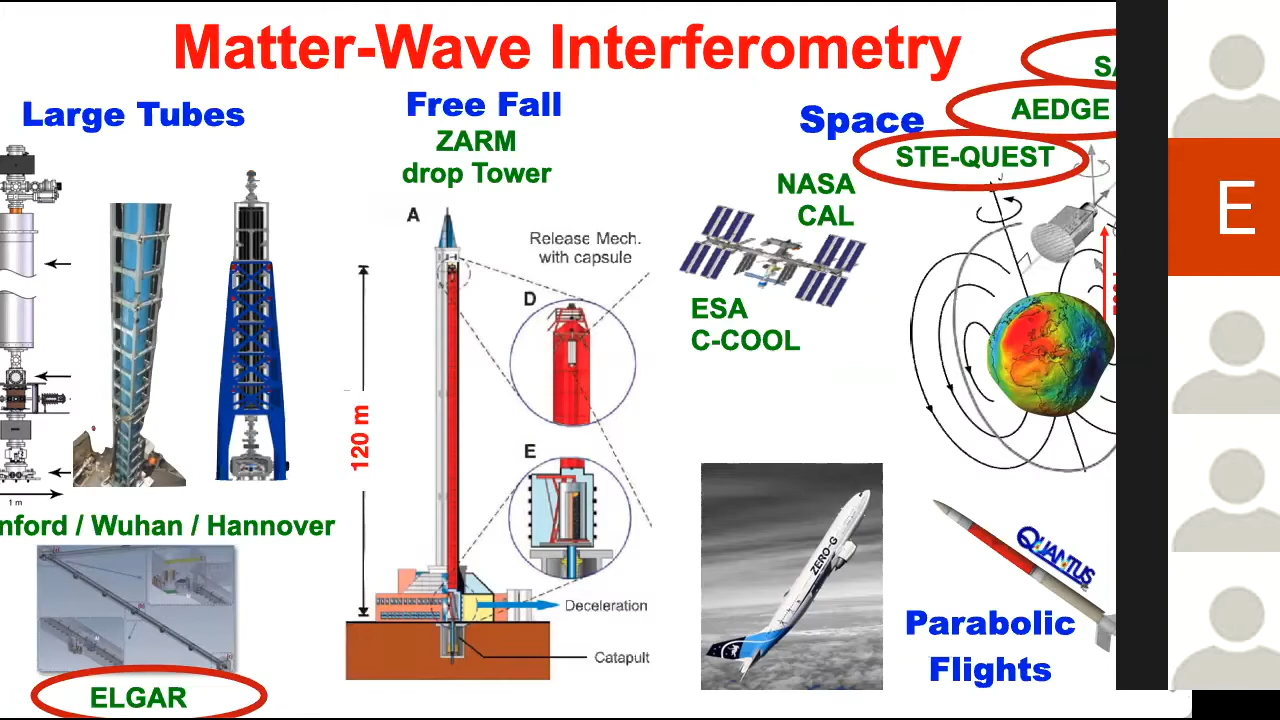 Matter-Wave Interferometry
Large Tubes
Free Fall
ZARM
drop Tower
Space
AEDGE
STE-QUEST
NASA
CAL
ESA
C-COOL
A
Release Mech.
with capsule
D
E
120 m
Deceleration
Catapult
1 m
nford / Wuhan / Hannover
ELGAR
ZERO-G
QUANTUS
Parabolic
Flights
E